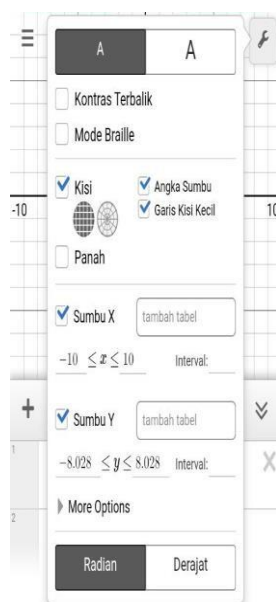 A A
Kontras Terbalik
Mode Braille
Kisi
Angka Sumbu
Garis Kisi Kecil
-10
10
Panah
Sumbu X
tambah tabel
−10 ≤ x ≤ 10 Interval:
Sumbu Y
tambah tabel
−8.028 ≤ y ≤ 8.028 Interval:
1
2
More Options
Radian Derajat